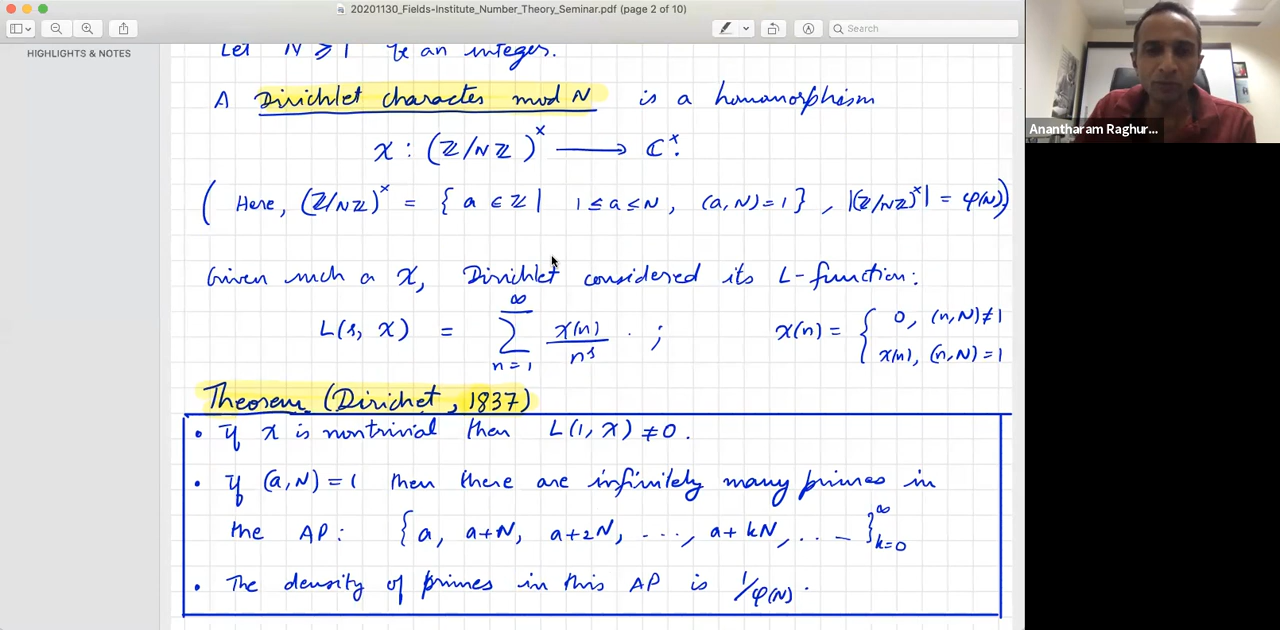 20201130_Fields-Institute_Number_Theory_Seminar.pdf (page 2 of 10)
Search
HIGHLIGHTS & NOTES
Anantharam Raghur...
Let N ≥ 1 be an integer.
A Dirichlet character mod N is a homomorphism
χ : (ℤ/Nℤ)^× ⟶ ℂ^×.
(Here, (ℤ/Nℤ)^× = { a ∈ ℤ | 1 ≤ a ≤ N, (a, N) = 1 }, |(ℤ/Nℤ)^×| = φ(N))
Given such a χ, Dirichlet considered its L-function:
L(s, χ) = ∑_{n=1}^{∞} χ(n)/n^s ; χ(n) = { 0, (n,N) ≠ 1
χ(n), (n,N) = 1
Theorem (Dirichet, 1837)
• If χ is nontrivial then L(1, χ) ≠ 0.
• If (a, N) = 1 then there are infinitely many primes in
the AP: { a, a+N, a+2N, ..., a+kN, ... }_{k=0}^{∞}
• The density of primes in this AP is 1/φ(N).